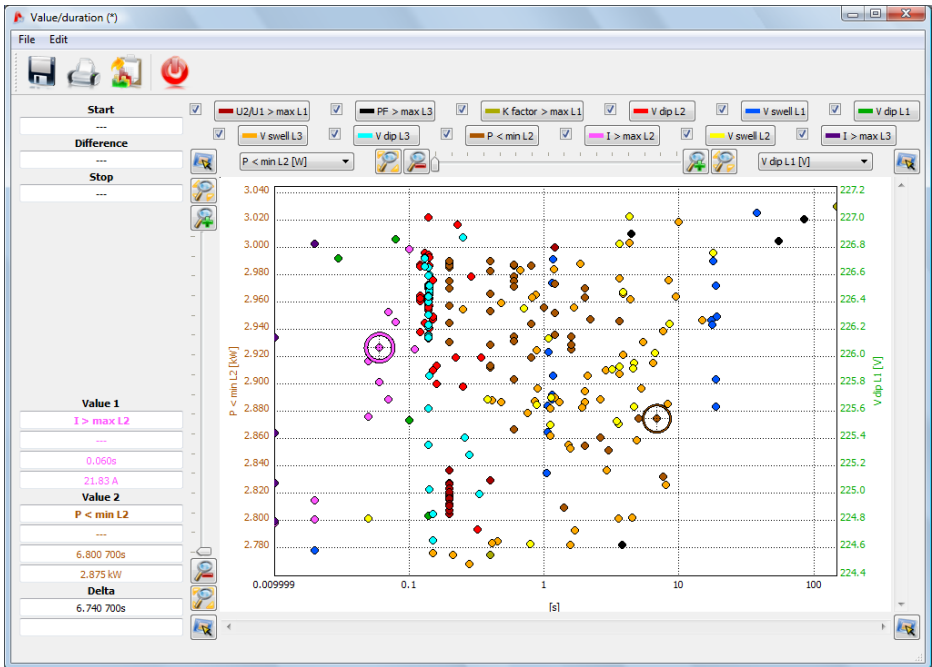 Value/duration (*)
File Edit
Start
---
Difference
---
Stop
---
U2/U1 > max L1 PF > max L3 K factor > max L1 V dip L2 V swell L1 V dip L1
V swell L3 V dip L3 P < min L2 I > max L2 V swell L2 I > max L3
P < min L2 [W] V dip L1 [V]
3.040 227.2
3.020 227.0
3.000 226.8
2.980 226.6
2.960 226.4
2.940 226.2
2.920 226.0
2.900 225.8
2.880 225.6
2.860 225.4
2.840 225.2
2.820 225.0
2.800 224.8
2.780 224.6
224.4
P < min L2 [kW]
V dip L1 [V]
0.009999 0.1 1 10 100
[s]
Value 1
I > max L2
---
0.060s
21.83 A
Value 2
P < min L2
---
6.800 700s
2.875 kW
Delta
6.740 700s